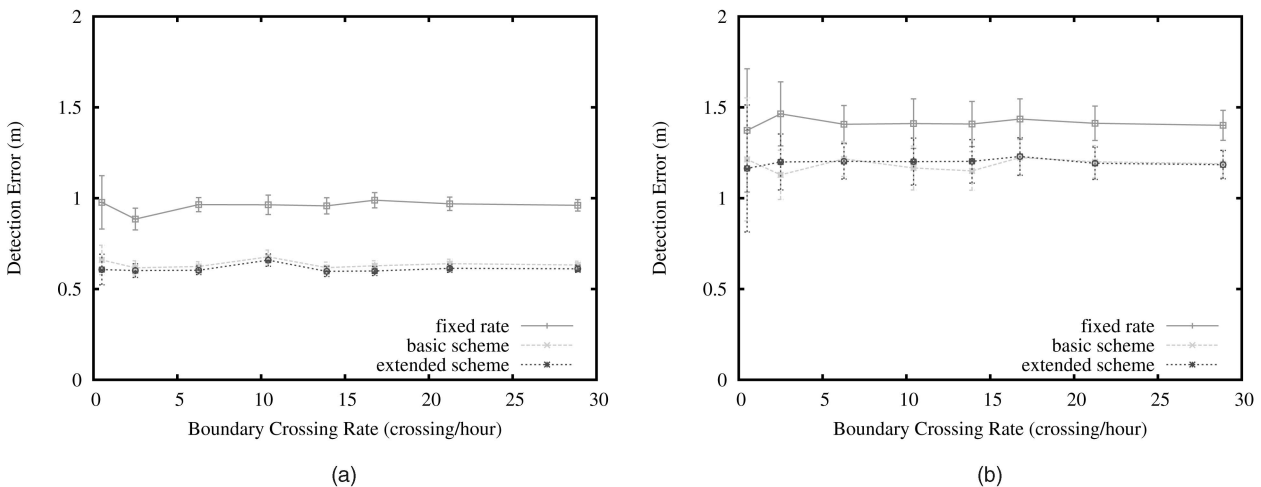 2
1.5
1
0.5
0
Detection Error (m)
fixed rate
basic scheme
extended scheme
0 5 10 15 20 25 30
Boundary Crossing Rate (crossing/hour)
(a)
2
1.5
1
0.5
0
Detection Error (m)
fixed rate
basic scheme
extended scheme
0 5 10 15 20 25 30
Boundary Crossing Rate (crossing/hour)
(b)